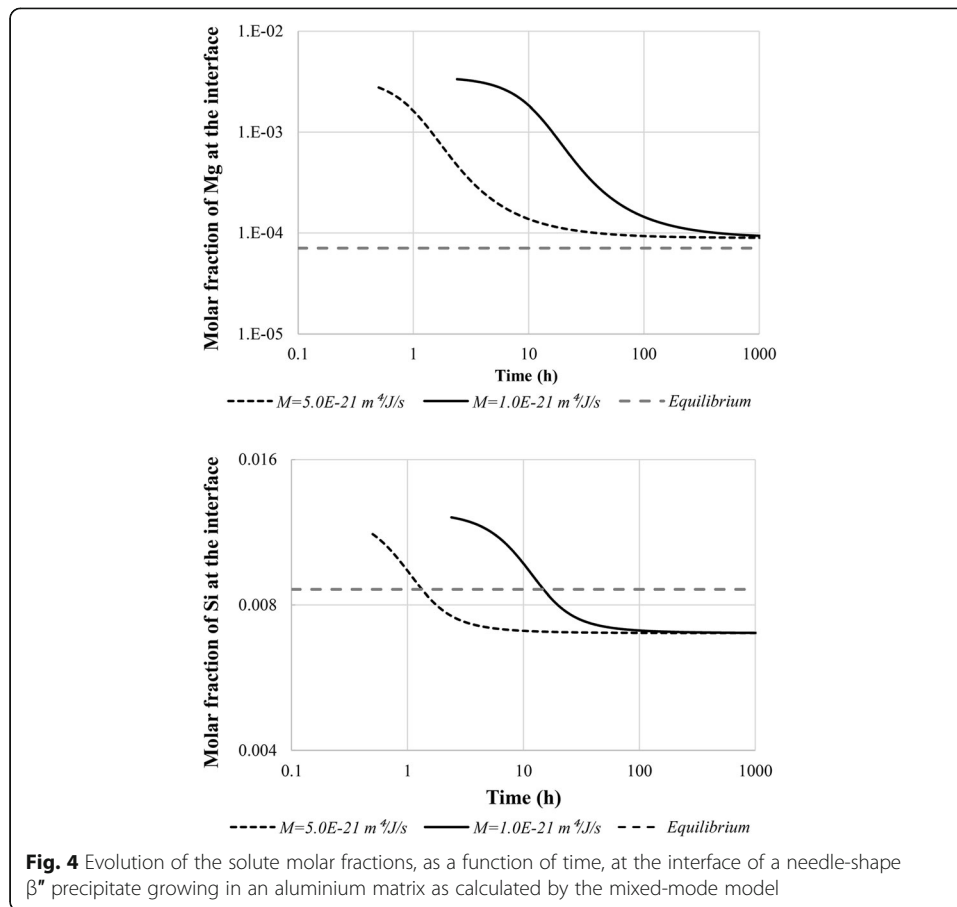 Molar fraction of Mg at the interface
1.E-02
1.E-03
1.E-04
1.E-05
0.1 1 10 100 1000
Time (h)
M=5.0E-21 m⁴/J/s M=1.0E-21 m⁴/J/s Equilibrium
Molar fraction of Si at the interface
0.016
0.008
0.004
0.1 1 10 100 1000
Time (h)
M=5.0E-21 m⁴/J/s M=1.0E-21 m⁴/J/s Equilibrium
Fig. 4 Evolution of the solute molar fractions, as a function of time, at the interface of a needle-shape
β" precipitate growing in an aluminium matrix as calculated by the mixed-mode model